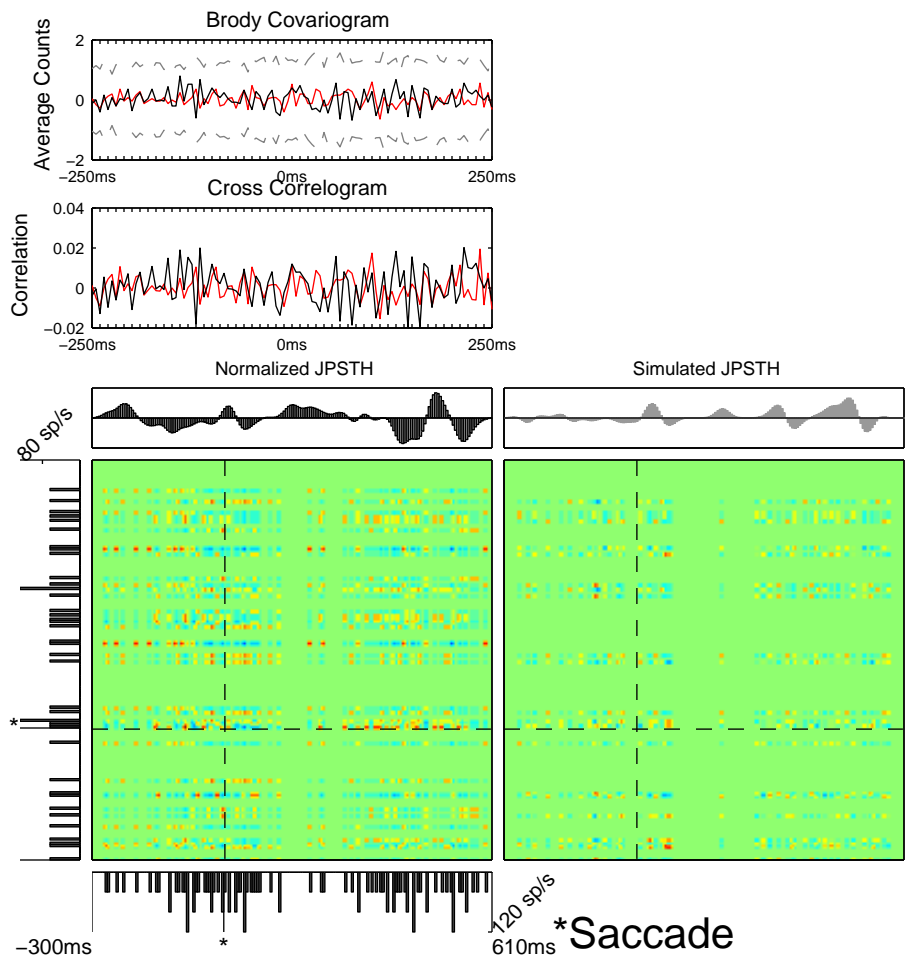 Brody Covariogram
Average Counts
2
0
−2
−250ms
0ms
250ms
Cross Correlogram
Correlation
0.04
0.02
0
−0.02
−250ms
0ms
250ms
Normalized JPSTH
Simulated JPSTH
80 sp/s
*
120 sp/s
−300ms
*
610ms
*Saccade